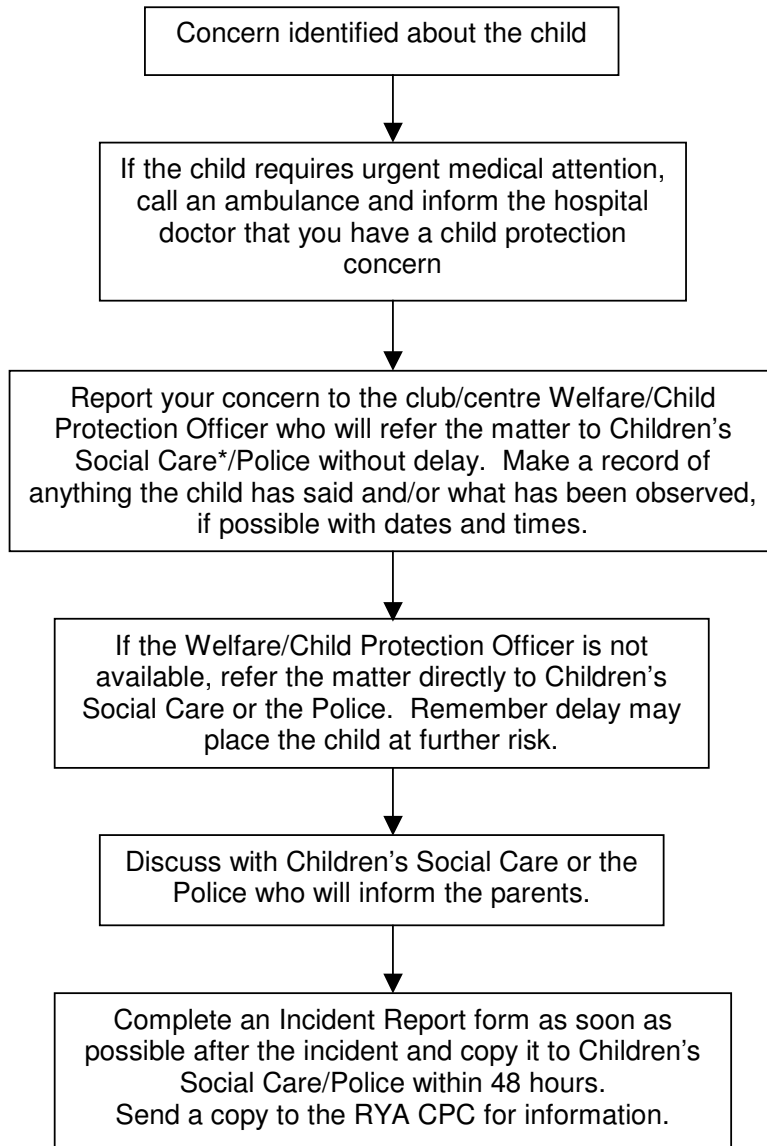 Concern identified about the child
If the child requires urgent medical attention,
call an ambulance and inform the hospital
doctor that you have a child protection
concern
Report your concern to the club/centre Welfare/Child
Protection Officer who will refer the matter to Children's
Social Care*/Police without delay.  Make a record of
anything the child has said and/or what has been observed,
if possible with dates and times.
If the Welfare/Child Protection Officer is not
available, refer the matter directly to Children's
Social Care or the Police.  Remember delay may
place the child at further risk.
Discuss with Children's Social Care or the
Police who will inform the parents.
Complete an Incident Report form as soon as
possible after the incident and copy it to Children's
Social Care/Police within 48 hours.
Send a copy to the RYA CPC for information.